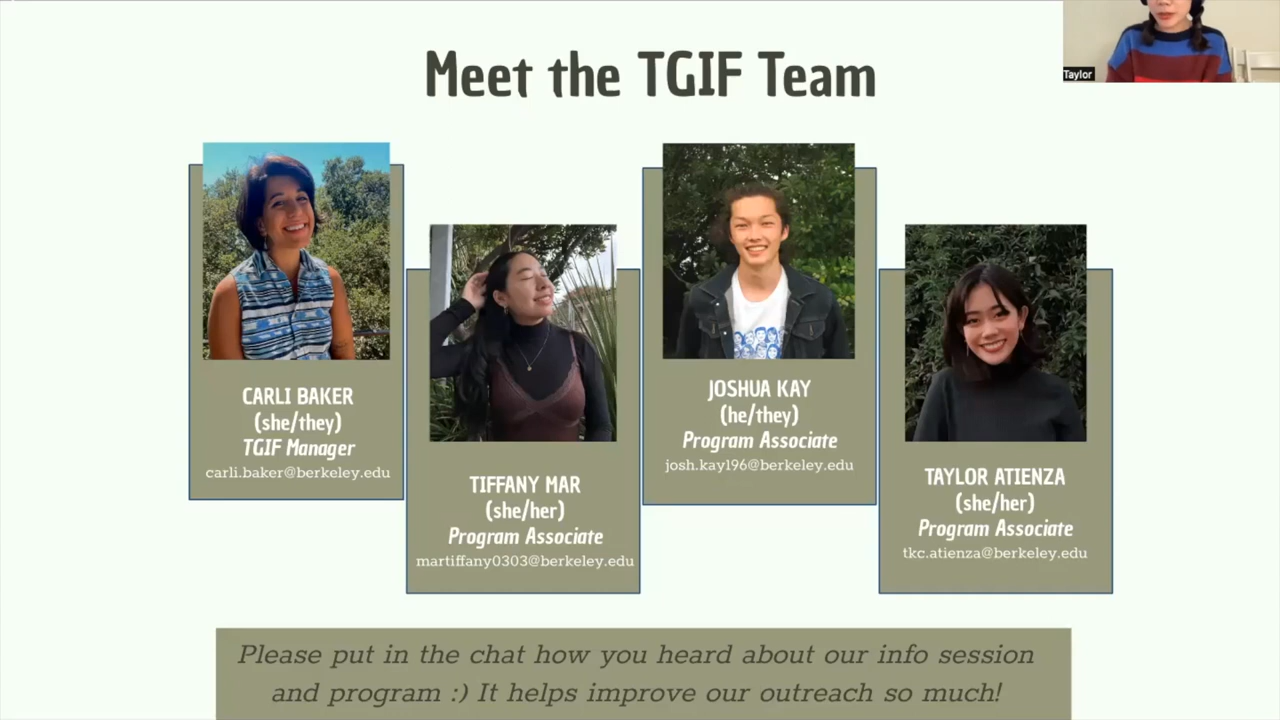 Meet the TGIF Team
Taylor
CARLI BAKER
(she/they)
TGIF Manager
carli.baker@berkeley.edu
TIFFANY MAR
(she/her)
Program Associate
martiffany0303@berkeley.edu
JOSHUA KAY
(he/they)
Program Associate
josh.kay196@berkeley.edu
TAYLOR ATIENZA
(she/her)
Program Associate
tkc.atienza@berkeley.edu
Please put in the chat how you heard about our info session
and program :) It helps improve our outreach so much!